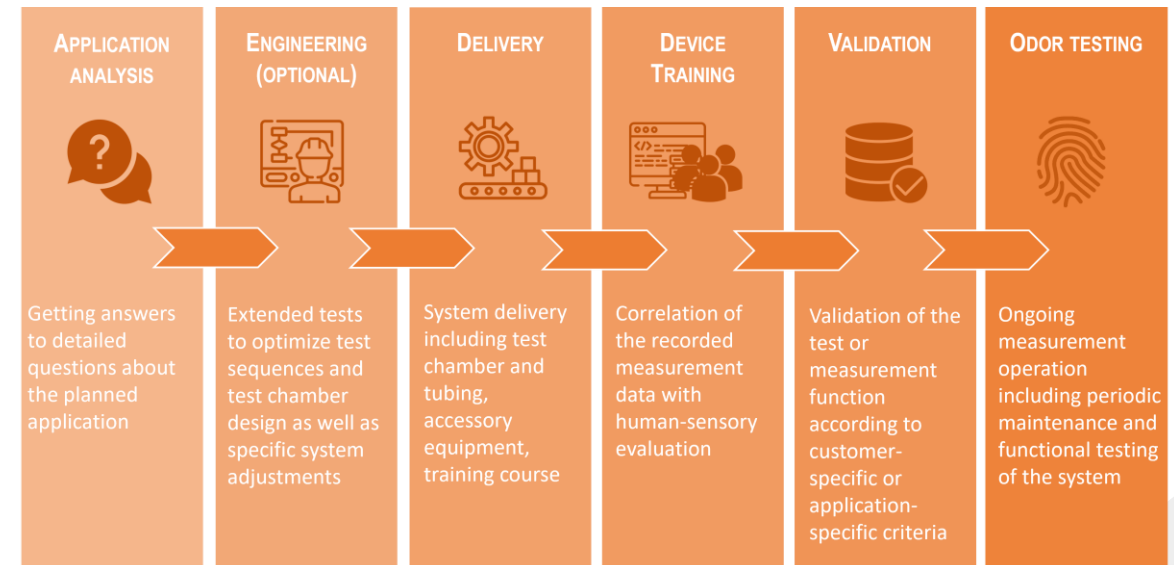 APPLICATION
ANALYSIS
Getting answers
to detailed
questions about
the planned
application
ENGINEERING
(OPTIONAL)
Extended tests
to optimize test
sequences and
test chamber
design as well as
specific system
adjustments
DELIVERY
System delivery
including test
chamber and
tubing,
accessory
equipment,
training course
DEVICE
TRAINING
Correlation of
the recorded
measurement
data with
human-sensory
evaluation
VALIDATION
Validation of the
test or
measurement
function
according to
customer-
specific or
application-
specific criteria
ODOR TESTING
Ongoing
measurement
operation
including periodic
maintenance and
functional testing
of the system